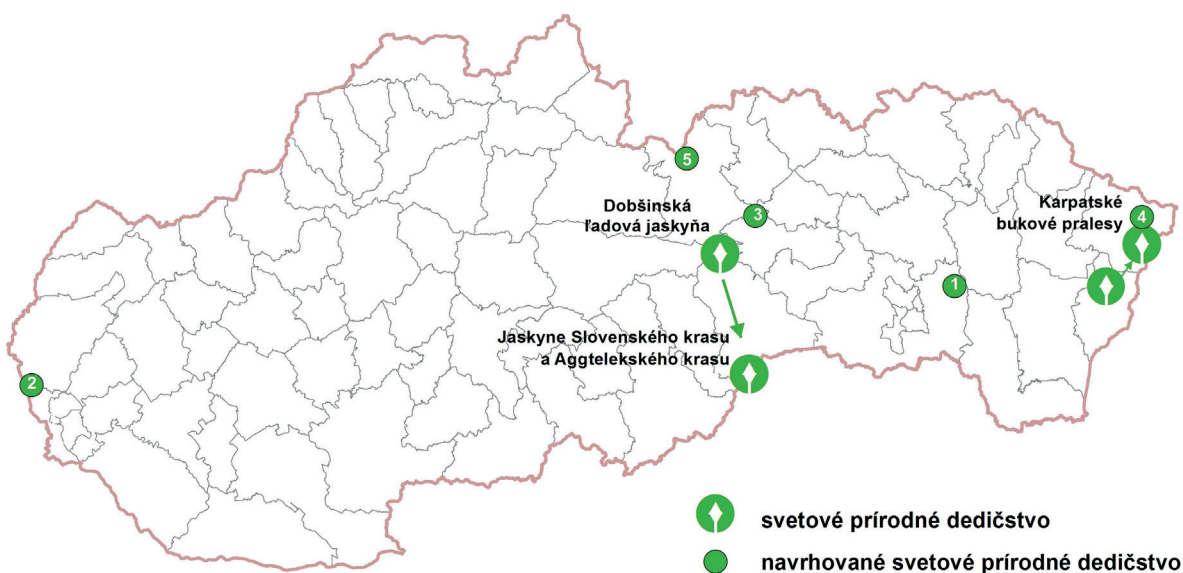 5
Dobšinská
ľadová jaskyňa
3
Karpatské
bukové pralesy
4
1
Jaskyne Slovenského krasu
a Aggtelekského krasu
2
svetové prírodné dedičstvo
navrhované svetové prírodné dedičstvo